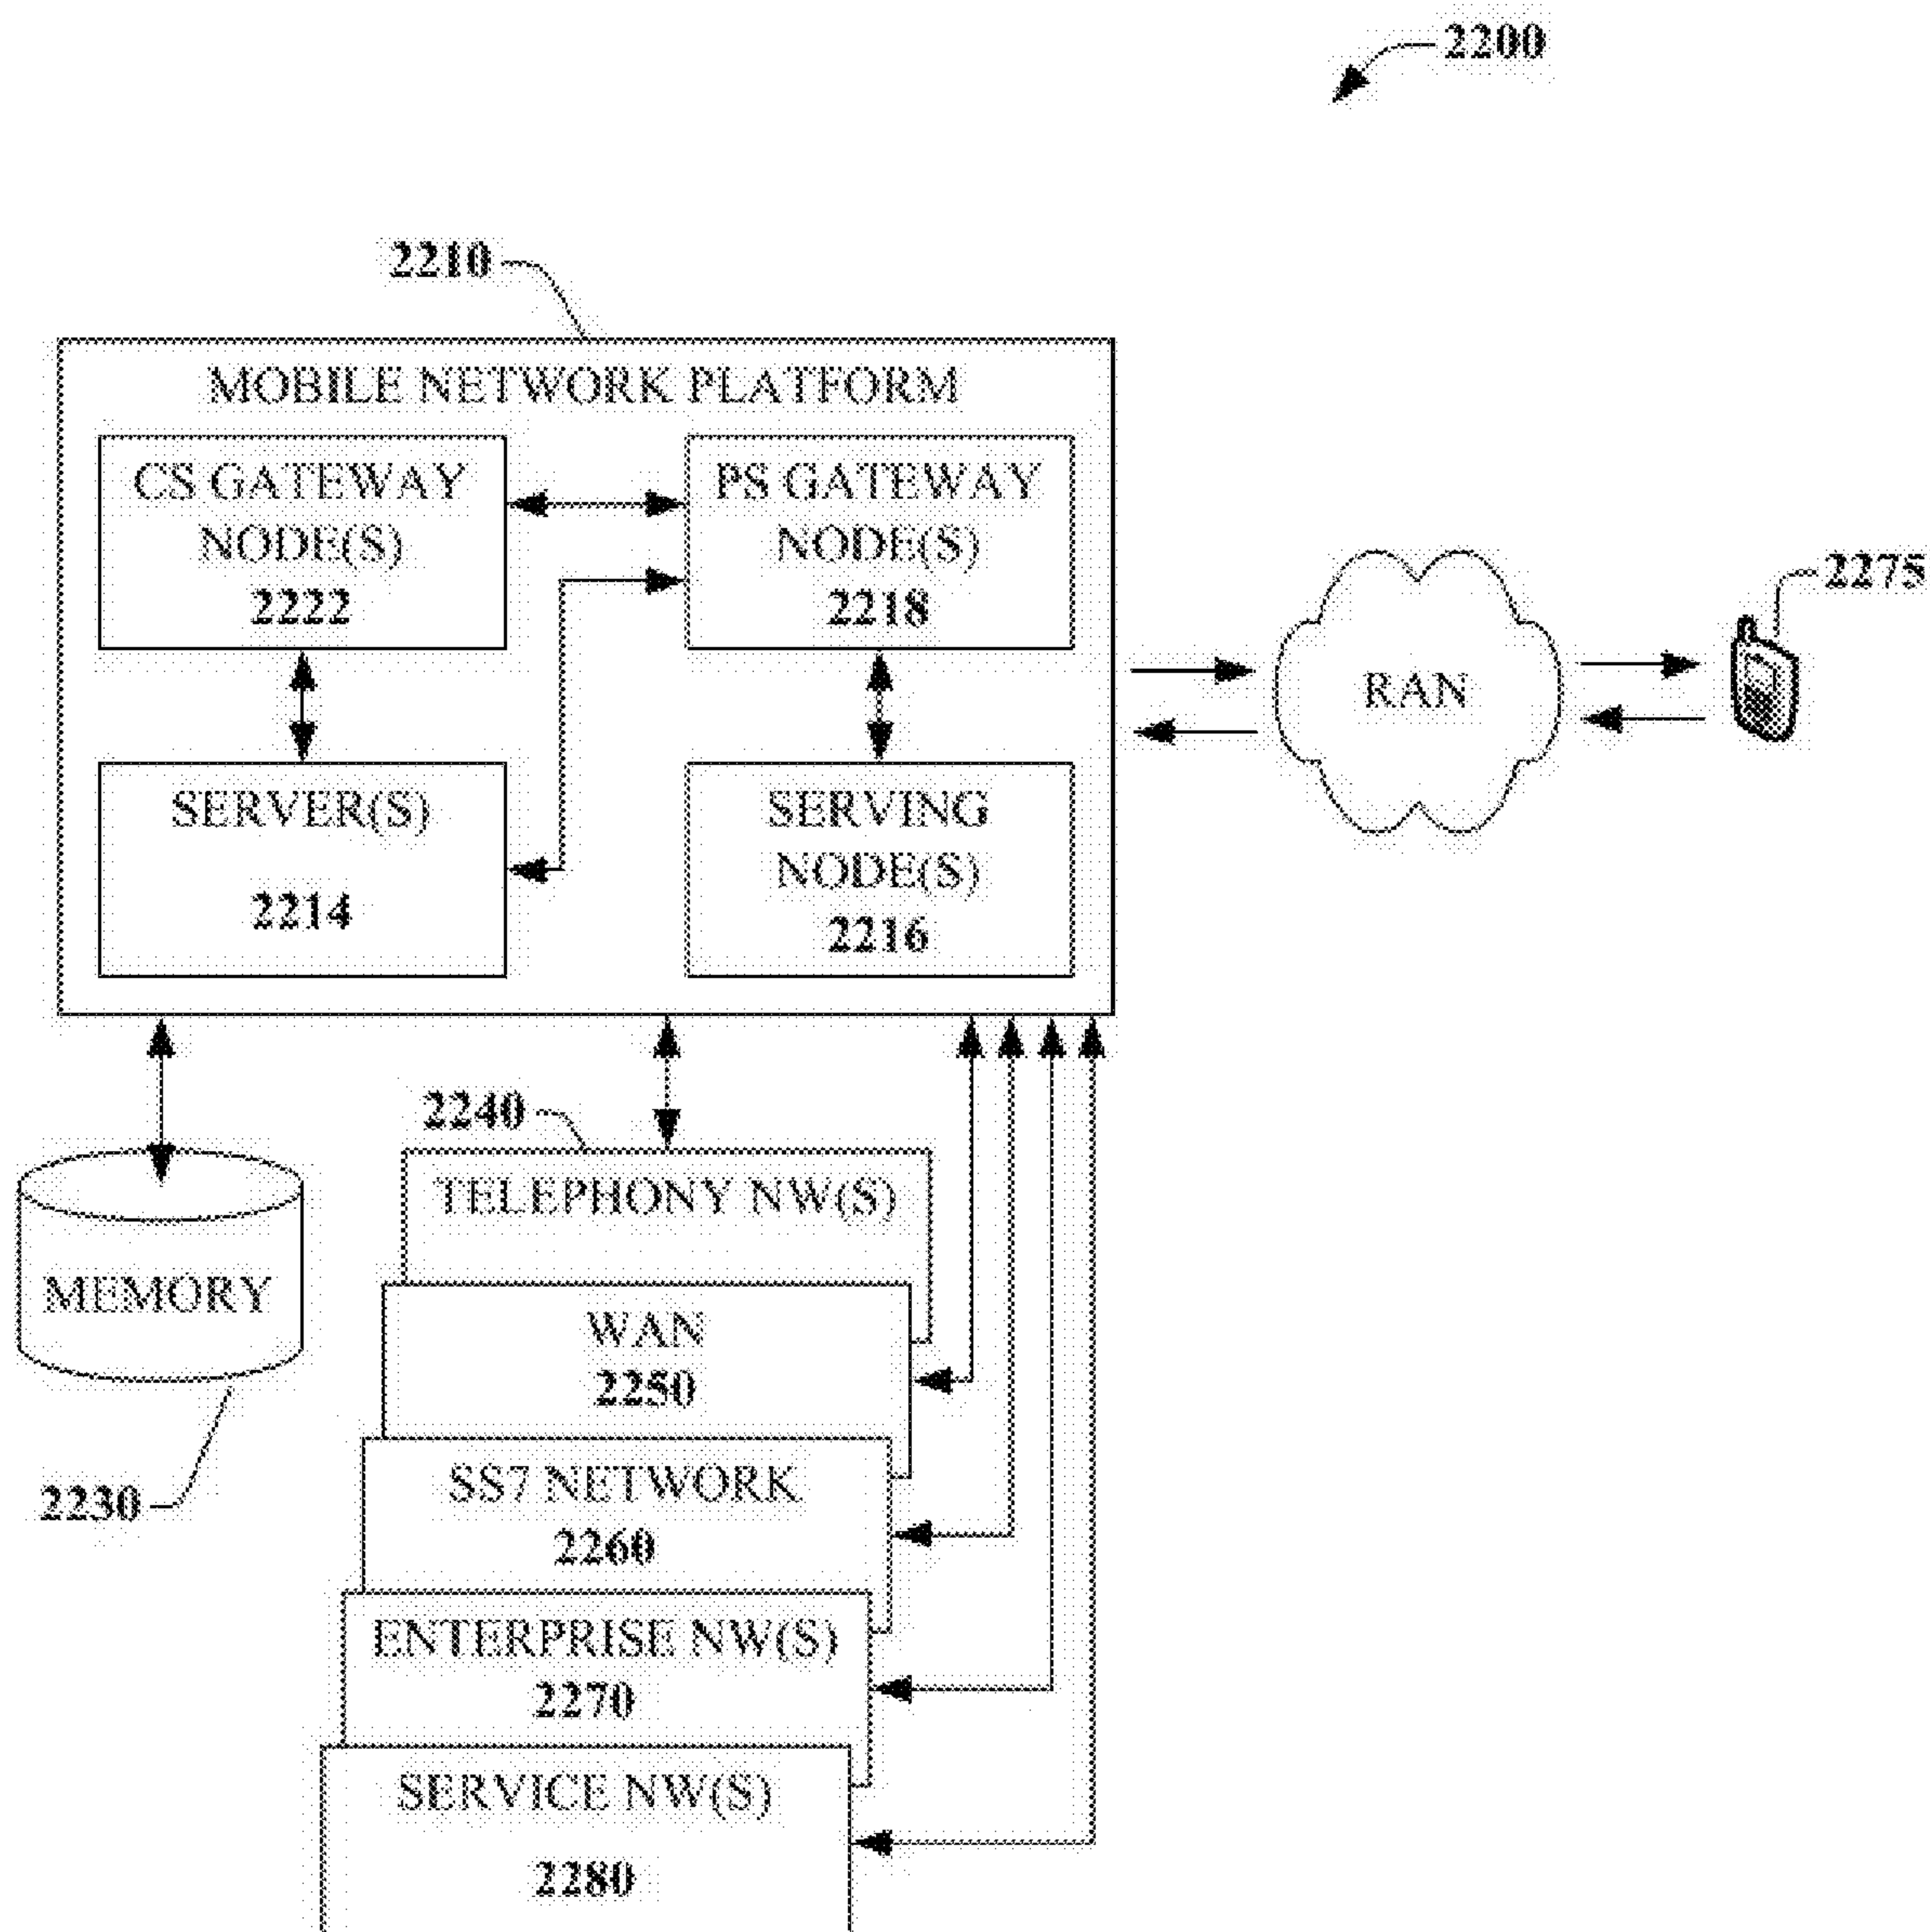 2200
2210
MOBILE NETWORK PLATFORM
CS GATEWAY
NODE(S)
2222
PS GATEWAY
NODE(S)
2218
SERVER(S)
2214
SERVING
NODE(S)
2216
RAN
2275
2240
TELEPHONY NW(S)
MEMORY
2230
WAN
2250
SS7 NETWORK
2260
ENTERPRISE NW(S)
2270
SERVICE NW(S)
2280